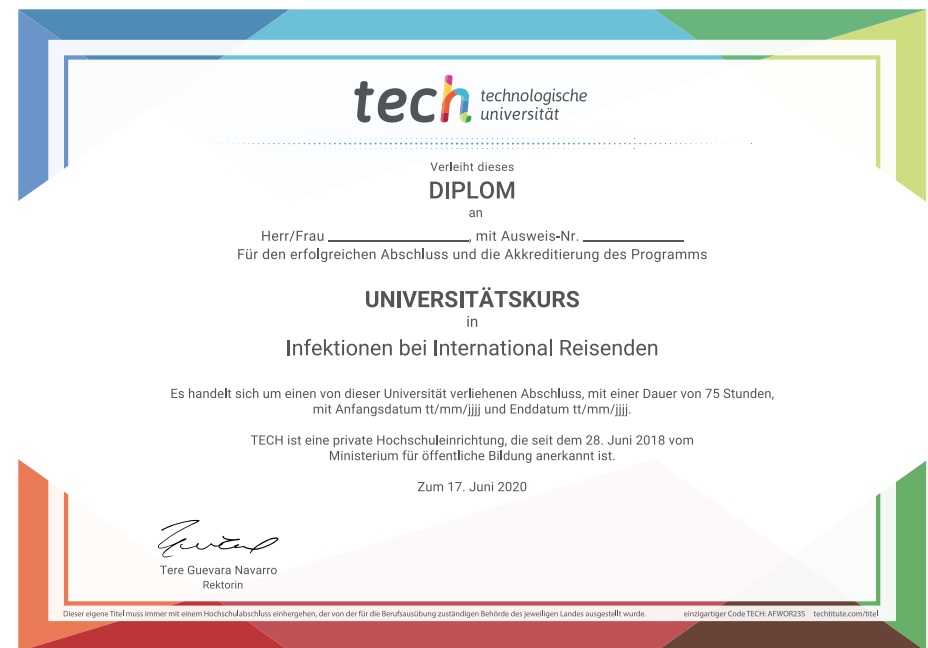 tech technologische
universität
Verleiht dieses
DIPLOM
an
Herr/Frau ____________________, mit Ausweis-Nr. ______________
Für den erfolgreichen Abschluss und die Akkreditierung des Programms
UNIVERSITÄTSKURS
in
Infektionen bei International Reisenden
Es handelt sich um einen von dieser Universität verliehenen Abschluss, mit einer Dauer von 75 Stunden,
mit Anfangsdatum tt/mm/jjjj und Enddatum tt/mm/jjjj.
TECH ist eine private Hochschuleinrichtung, die seit dem 28. Juni 2018 vom
Ministerium für öffentliche Bildung anerkannt ist.
Zum 17. Juni 2020
Tere Guevara Navarro
Rektorin
Dieser eigene Titel muss immer mit einem Hochschulabschluss einhergehen, der von der für die Berufsausübung zuständigen Behörde des jeweiligen Landes ausgestellt wurde. einzigartiger Code TECH: AFWOR23S techtitute.com/titel